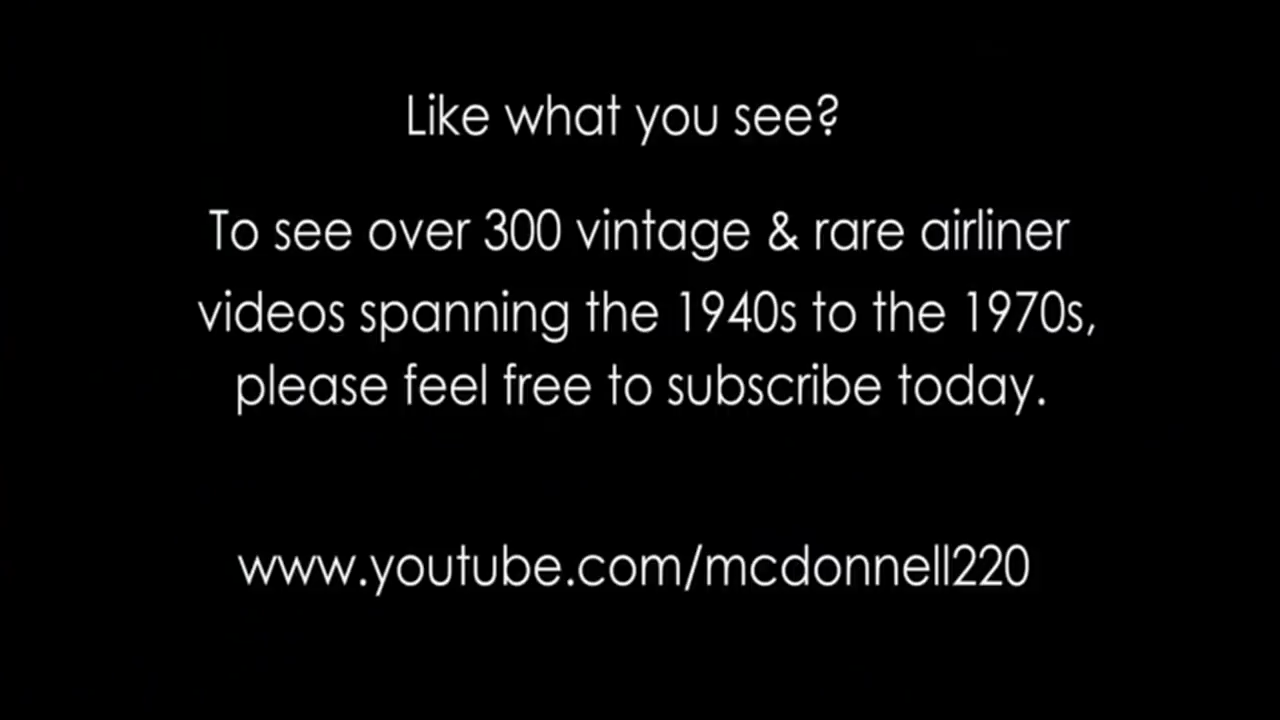 Like what you see?
To see over 300 vintage & rare airliner
videos spanning the 1940s to the 1970s,
please feel free to subscribe today.
www.youtube.com/mcdonnell220